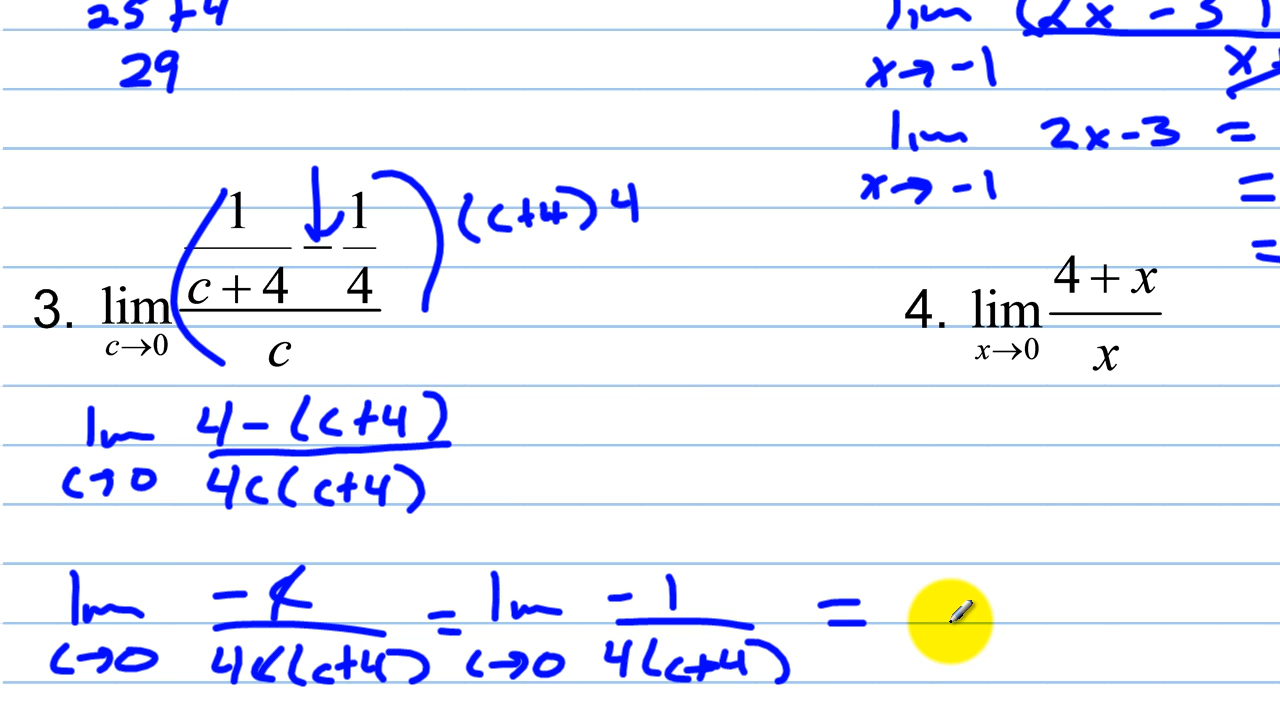 25 + 4
29
lim (2x - 3)
x→ -1 x
lim 2x-3 =
x→ -1 =
=
3. lim 1/(c + 4) − 1/4 (c+4) 4
c→0 c
4. lim (4 + x)/x
x→0
lim 4-(c+4)
c→0 4c(c+4)
lim -c = lim -1 =
c→0 4c(c+4) c→0 4(c+4)